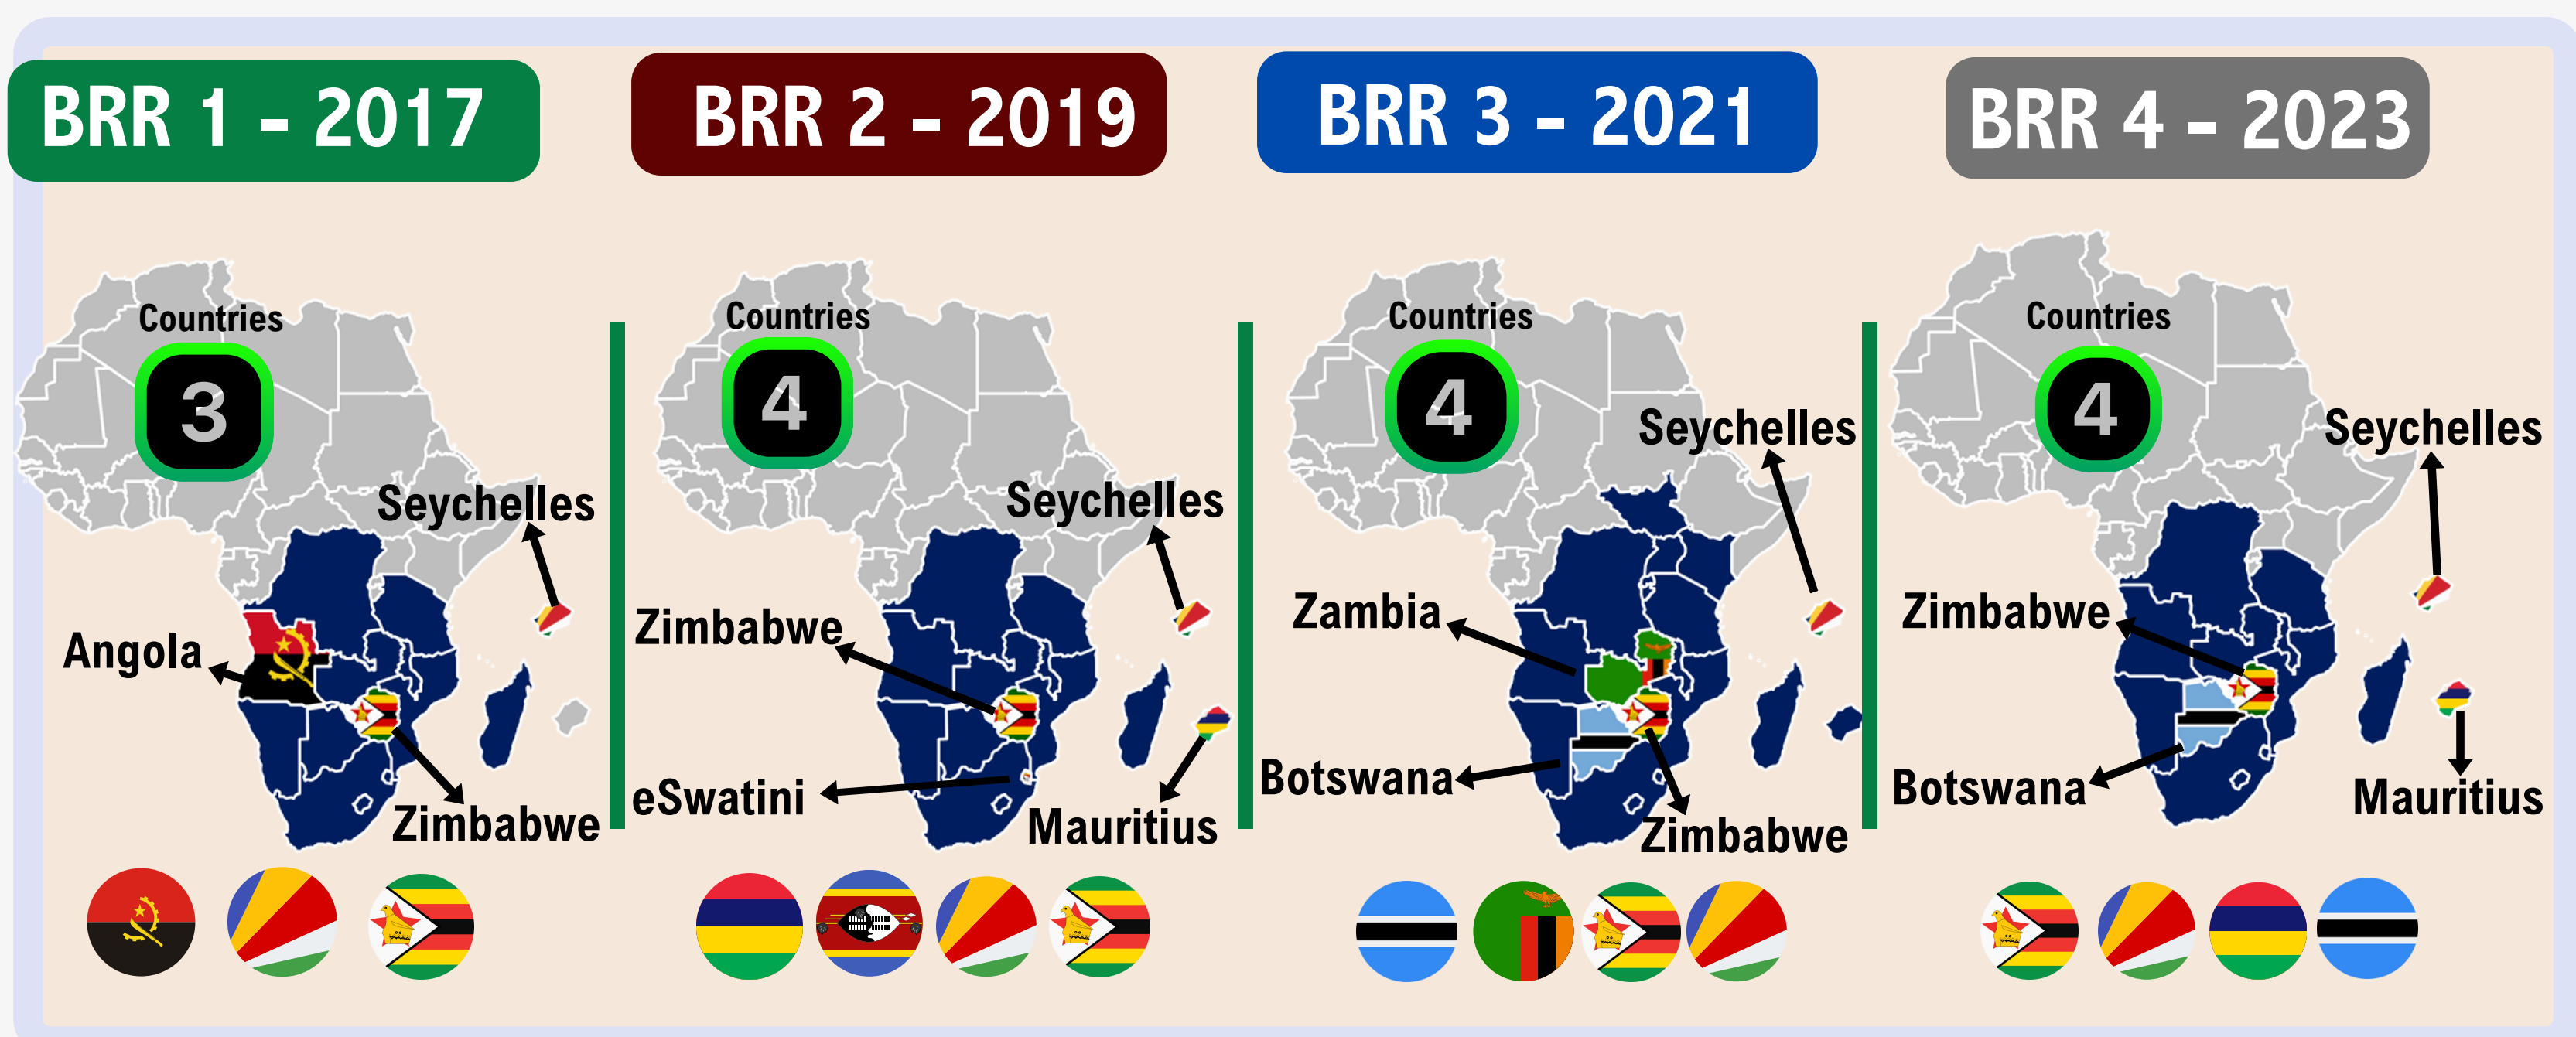 BRR 1 - 2017
Countries
3
Seychelles
Angola
Zimbabwe
BRR 2 - 2019
Countries
4
Seychelles
Zimbabwe
eSwatini
Mauritius
BRR 3 - 2021
Countries
4
Seychelles
Zambia
Botswana
Zimbabwe
BRR 4 - 2023
Countries
4
Seychelles
Zimbabwe
Botswana
Mauritius